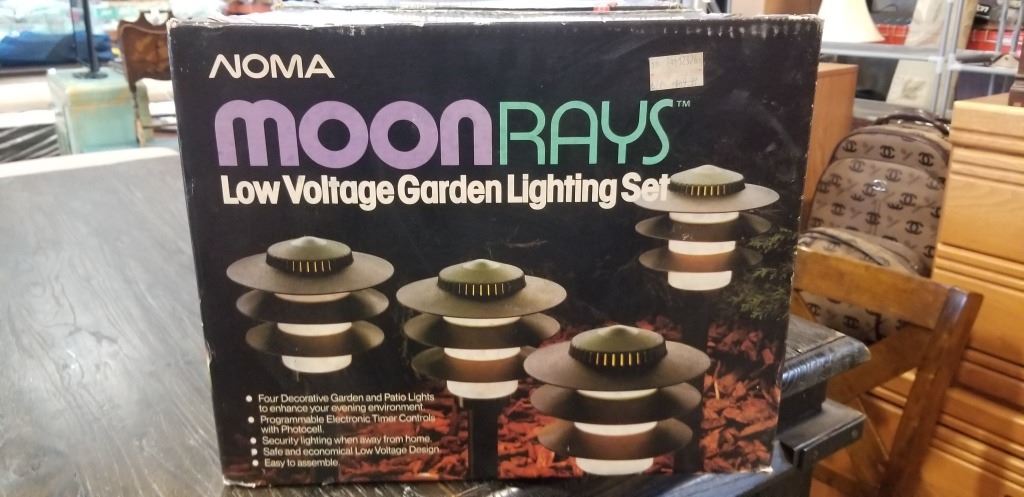 NOMA
MOONRAYS™
Low Voltage Garden Lighting Set
● Four Decorative Garden and Patio Lights
to enhance your evening environment.
● Programmable Electronic Timer Controls
with Photocell.
● Security lighting when away from home.
● Safe and economical Low Voltage Design.
● Easy to assemble.